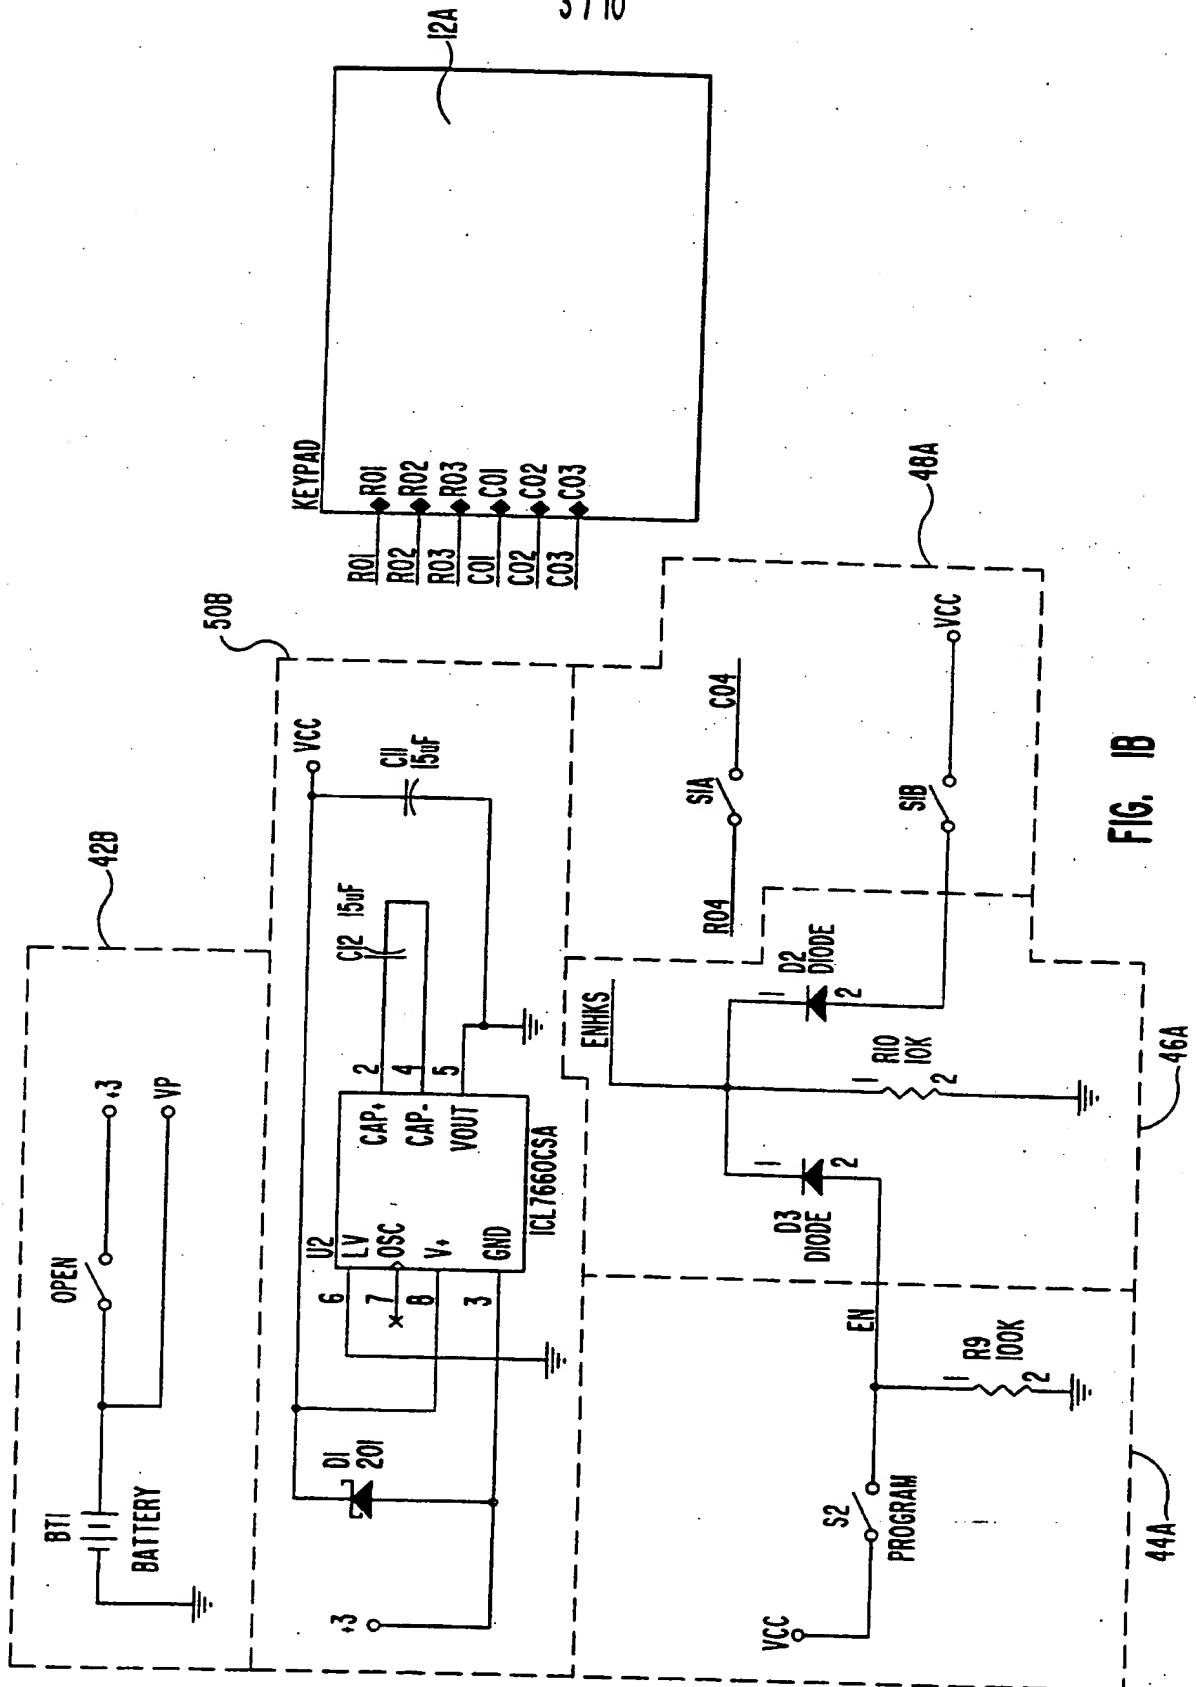 3 / 10
42B
BT1
BATTERY
OPEN
+3
VP
50B
+3
D1
201
U2
LV
OSC
V+
GND
6
7
8
3
CAP+
CAP-
VOUT
2
4
5
ICL7660CSA
C12
15uF
VCC
C11
15uF
KEYPAD
RO1
RO2
RO3
CO1
CO2
CO3
RO1
RO2
RO3
CO1
CO2
CO3
12A
VCC
S2
PROGRAM
EN
1
R9
100K
2
44A
D3
DIODE
1
2
ENHKS
1
R10
10K
2
D2
DIODE
1
2
46A
RO4
S1A
CO4
S1B
VCC
48A
FIG. 1B